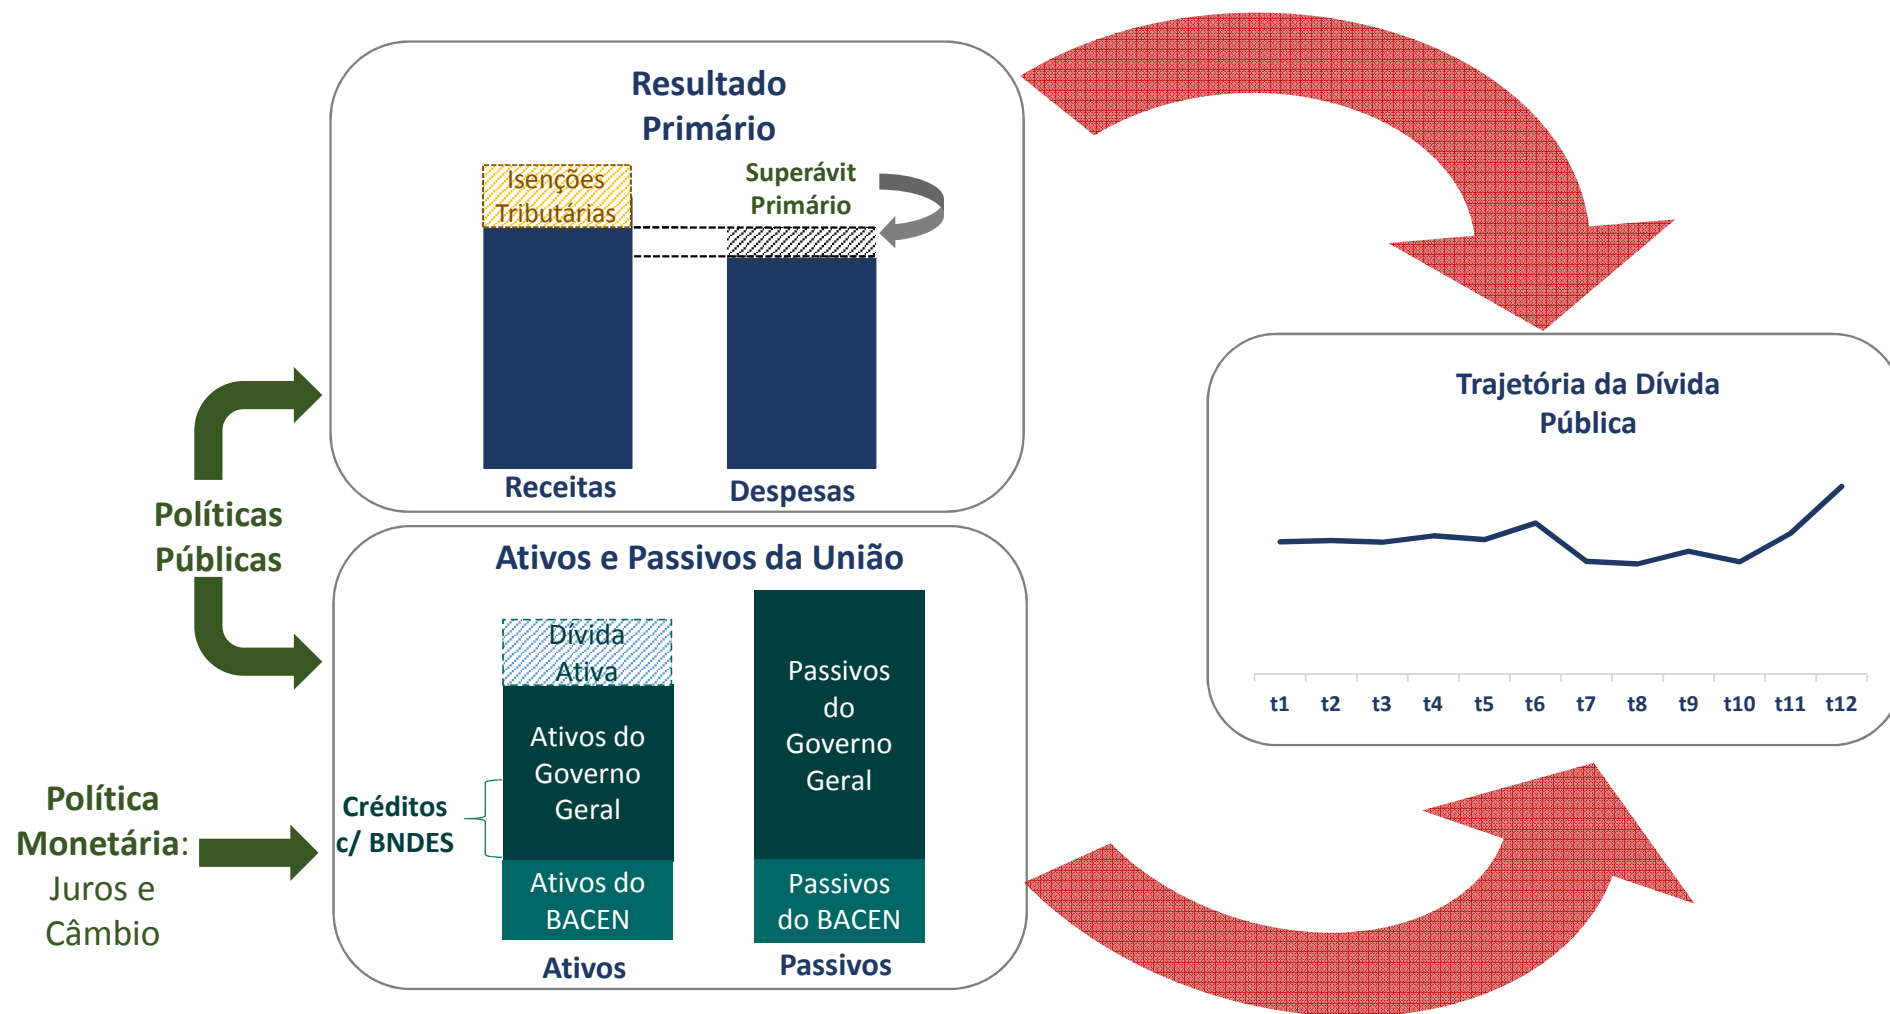 Resultado
Primário
Isenções
Tributárias
Superávit
Primário
Receitas
Despesas
Políticas
Públicas
Ativos e Passivos da União
Dívida
Ativa
Ativos do
Governo
Geral
Créditos
c/ BNDES
Ativos do
BACEN
Ativos
Passivos
do
Governo
Geral
Passivos
do BACEN
Passivos
Política
Monetária:
Juros e
Câmbio
Trajetória da Dívida
Pública
t1 t2 t3 t4 t5 t6 t7 t8 t9 t10 t11 t12